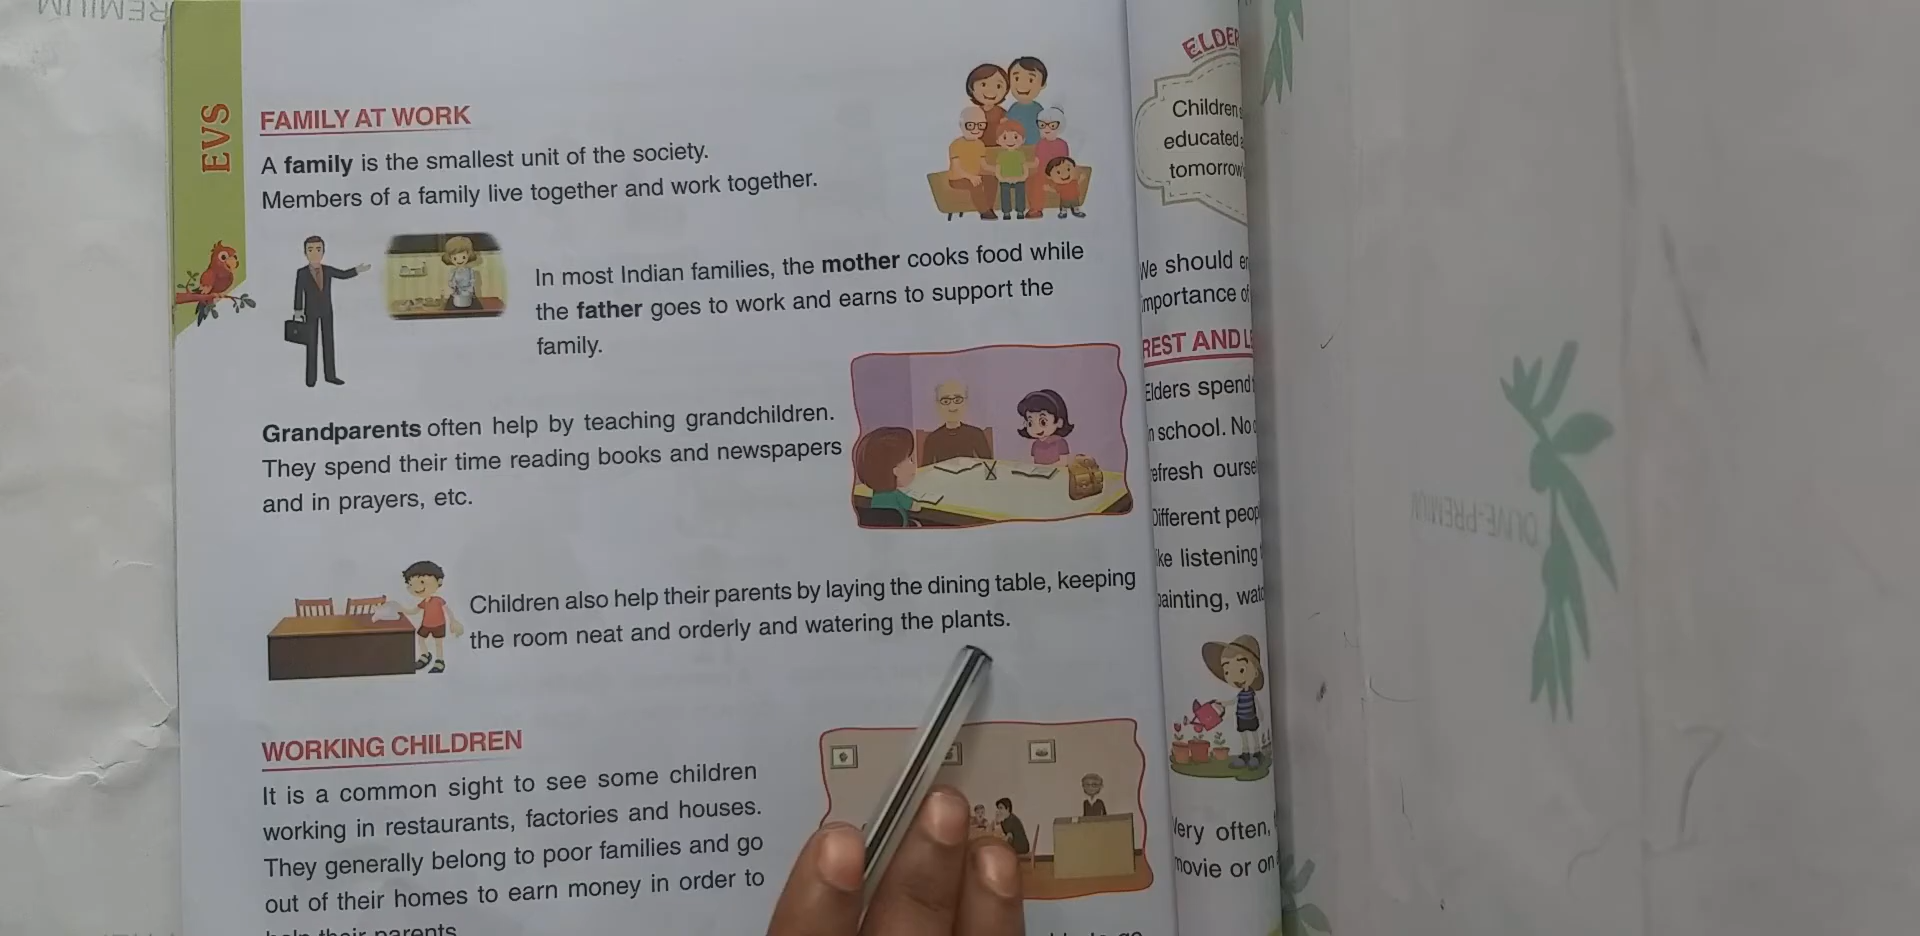 EVS
FAMILY AT WORK
A family is the smallest unit of the society.
Members of a family live together and work together.
In most Indian families, the mother cooks food while
the father goes to work and earns to support the
family.
Grandparents often help by teaching grandchildren.
They spend their time reading books and newspapers
and in prayers, etc.
Children also help their parents by laying the dining table, keeping
the room neat and orderly and watering the plants.
WORKING CHILDREN
It is a common sight to see some children
working in restaurants, factories and houses.
They generally belong to poor families and go
out of their homes to earn money in order to
help their parents
Children
educated
tomorrow
We should
importance
REST AND
Elders spend
school. No
refresh
Different
listening
painting,
Very often,
movie or on
OLIVE-PREMIUM